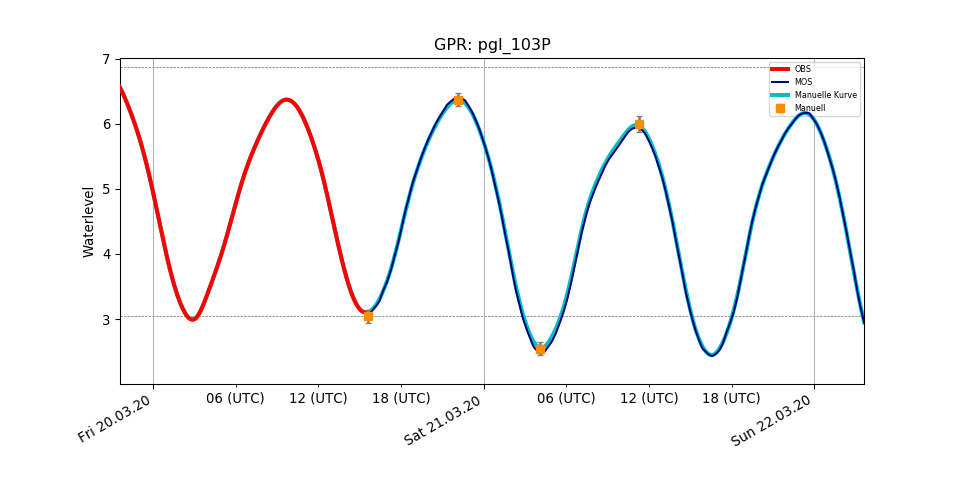 GPR: pgl_103P
7
6
5
4
3
Waterlevel
OBS
MOS
Manuelle Kurve
Manuell
Fri 20.03.20
06 (UTC)
12 (UTC)
18 (UTC)
Sat 21.03.20
06 (UTC)
12 (UTC)
18 (UTC)
Sun 22.03.20